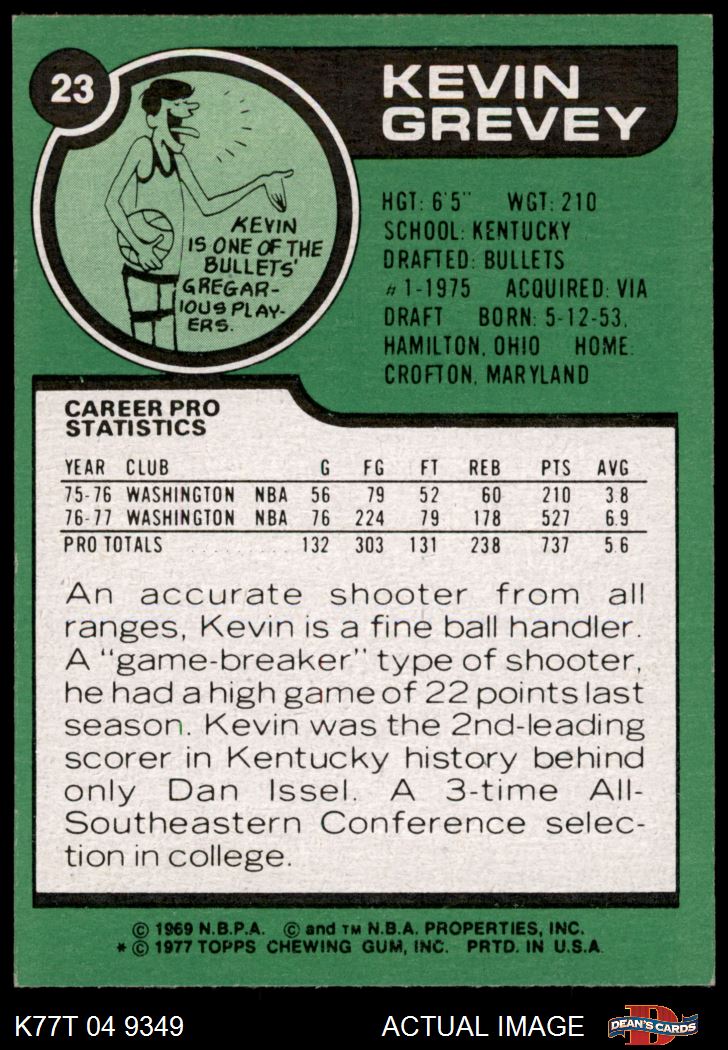 23
KEVIN
GREVEY
KEVIN
IS ONE OF THE
BULLETS'
GREGAR-
IOUS PLAY-
ERS.
HGT: 6'5" WGT: 210
SCHOOL: KENTUCKY
DRAFTED: BULLETS
#1-1975 ACQUIRED: VIA
DRAFT BORN: 5-12-53,
HAMILTON, OHIO HOME:
CROFTON, MARYLAND
CAREER PRO
STATISTICS
YEAR CLUB G FG FT REB PTS AVG
75-76 WASHINGTON NBA 56 79 52 60 210 3.8
76-77 WASHINGTON NBA 76 224 79 178 527 6.9
PRO TOTALS 132 303 131 238 737 5.6
An accurate shooter from all
ranges, Kevin is a fine ball handler.
A "game-breaker" type of shooter,
he had a high game of 22 points last
season. Kevin was the 2nd-leading
scorer in Kentucky history behind
only Dan Issel. A 3-time All-
Southeastern Conference selec-
tion in college.
© 1969 N.B.P.A. © and TM N.B.A. PROPERTIES, INC.
* © 1977 TOPPS CHEWING GUM, INC. PRTD. IN U.S.A.
K77T 04 9349 ACTUAL IMAGE D DEAN'S CARDS